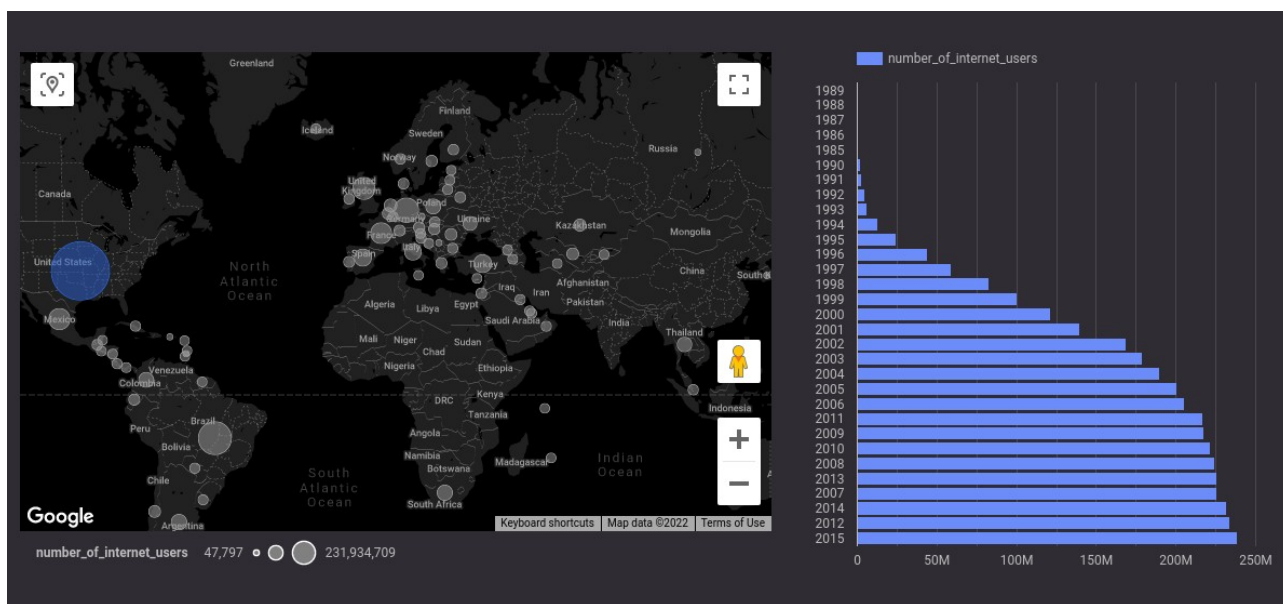 Greenland
Iceland
Finland
Sweden
Norway
Russia
United
Kingdom
Canada
Poland
Germany
Ukraine
France
Kazakhstan
Mongolia
Italy
Spain
United States
North
Atlantic
Ocean
Turkey
China
South K
Afghanistan
Iraq
Iran
Algeria
Libya
Egypt
Pakistan
Mexico
Saudi Arabia
India
Mali
Niger
Sudan
Thailand
Chad
Nigeria
Ethiopia
Venezuela
Colombia
Kenya
DRC
Indonesia
Tanzania
Brazil
Peru
Angola
Bolivia
Namibia
Madagascar
Indian
Ocean
Botswana
South
Atlantic
Ocean
Chile
South Africa
Argentina
Google
Keyboard shortcuts Map data ©2022 Terms of Use
number_of_internet_users 47,797 231,934,709
number_of_internet_users
1989
1988
1987
1986
1985
1990
1991
1992
1993
1994
1995
1996
1997
1998
1999
2000
2001
2002
2003
2004
2005
2006
2011
2009
2010
2008
2013
2007
2014
2012
2015
0 50M 100M 150M 200M 250M